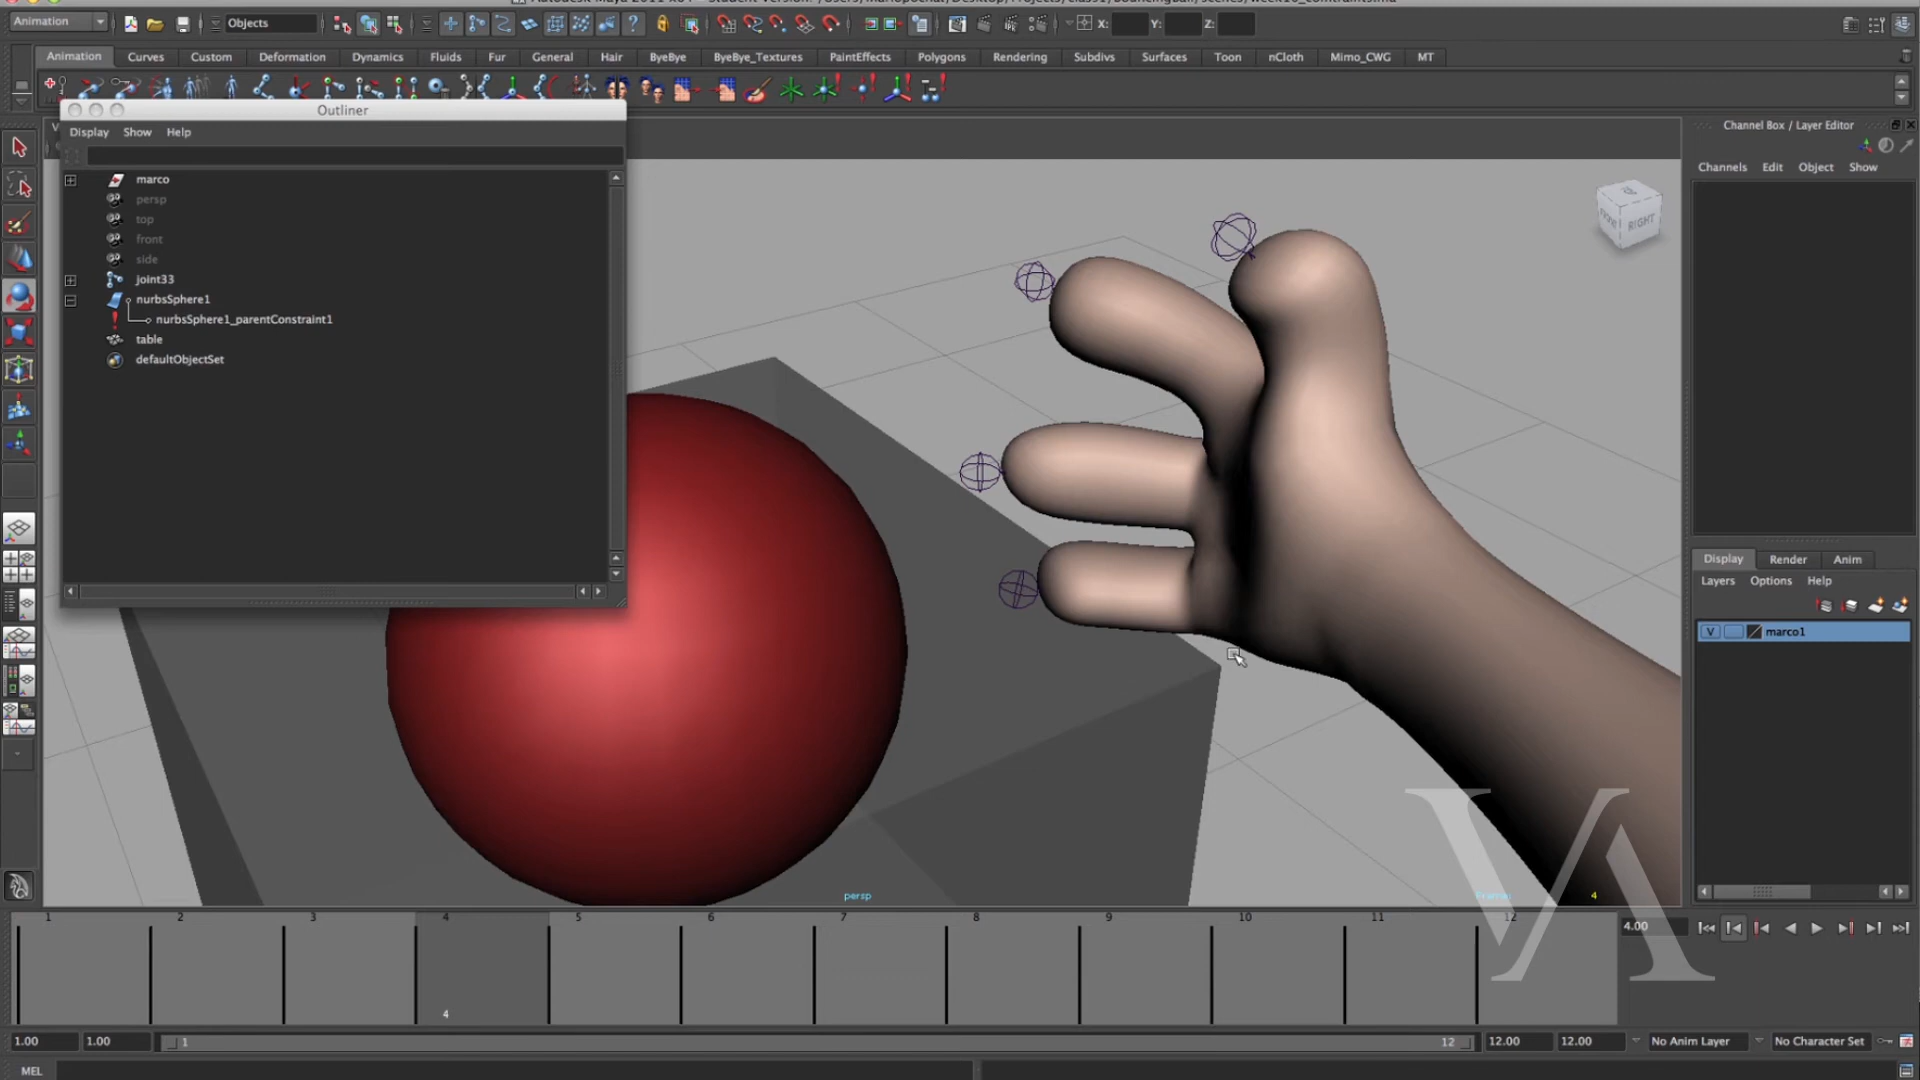 Animation
Objects
X:
Y:
Z:
Animation Curves Custom Deformation Dynamics Fluids Fur General Hair ByeBye ByeBye_Textures PaintEffects Polygons Rendering Toon Subdivs Surfaces nCloth Mimo_CWG MT
Outliner
Display Show Help
marco
persp
top
front
side
joint33
nurbsSphere1
nurbsSphere1_parentConstraint1
table
defaultObjectSet
RIGHT
Channel Box / Layer Editor
Channels Edit Object Show
Display Render Anim
Layers Options Help
V marco1
persp
4
VA
1 2 3 4 5 6 7 8 9 10 11 12
4.00
4
1.00 1.00 1 12 12.00 12.00 No Anim Layer No Character Set
MEL